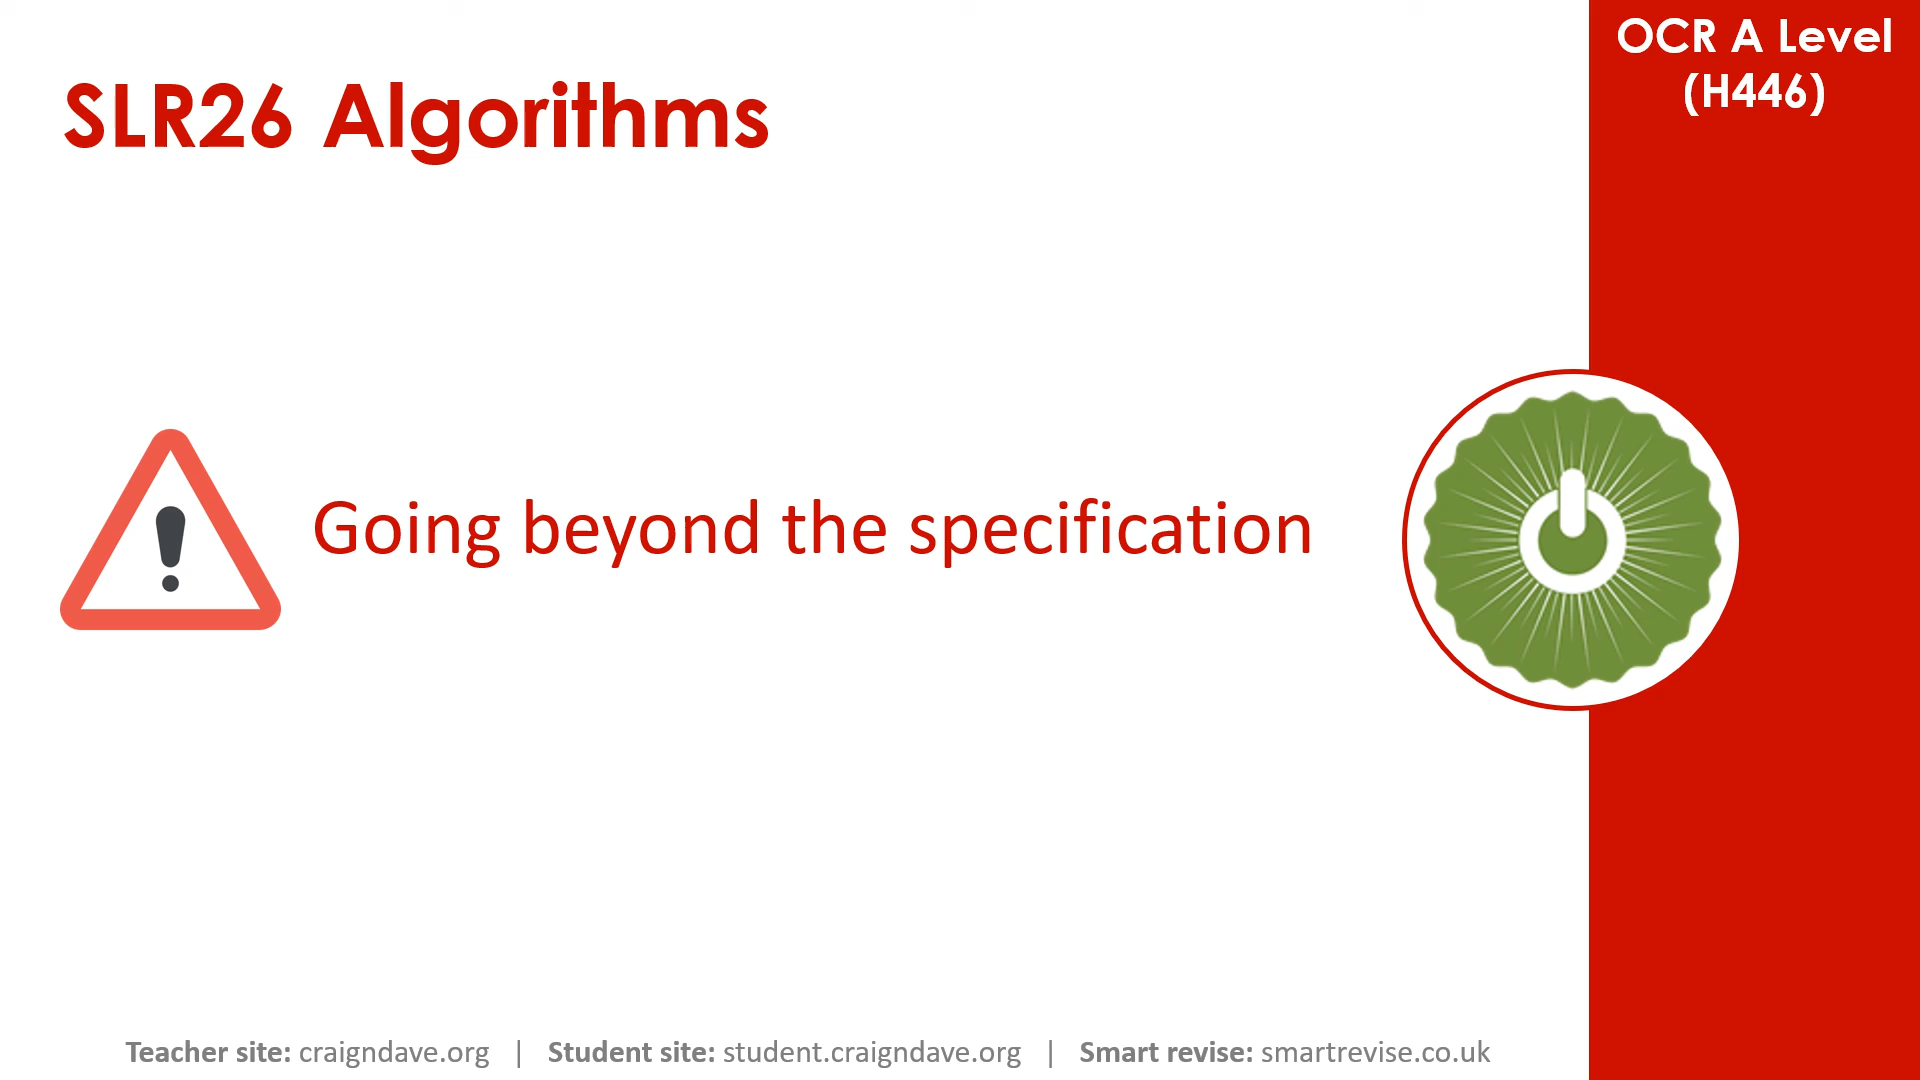 SLR26 Algorithms
OCR A Level
(H446)
Going beyond the specification
Teacher site: craigndave.org | Student site: student.craigndave.org | Smart revise: smartrevise.co.uk